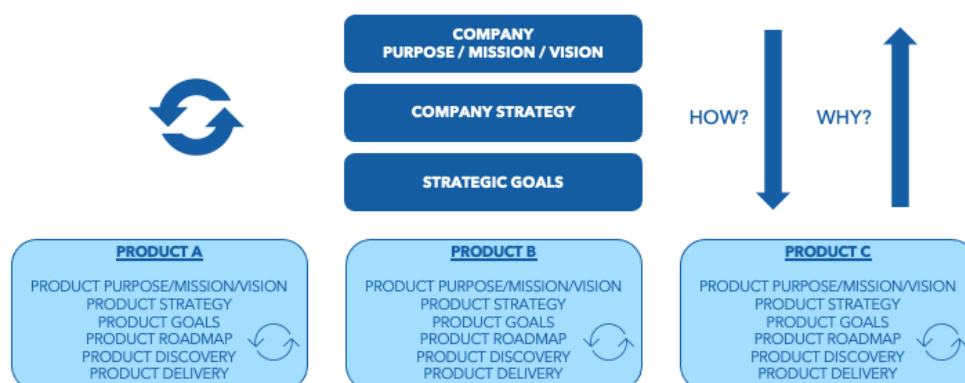 COMPANY
PURPOSE / MISSION / VISION
COMPANY STRATEGY
STRATEGIC GOALS
HOW?
WHY?
PRODUCT A
PRODUCT PURPOSE/MISSION/VISION
PRODUCT STRATEGY
PRODUCT GOALS
PRODUCT ROADMAP
PRODUCT DISCOVERY
PRODUCT DELIVERY
PRODUCT B
PRODUCT PURPOSE/MISSION/VISION
PRODUCT STRATEGY
PRODUCT GOALS
PRODUCT ROADMAP
PRODUCT DISCOVERY
PRODUCT DELIVERY
PRODUCT C
PRODUCT PURPOSE/MISSION/VISION
PRODUCT STRATEGY
PRODUCT GOALS
PRODUCT ROADMAP
PRODUCT DISCOVERY
PRODUCT DELIVERY